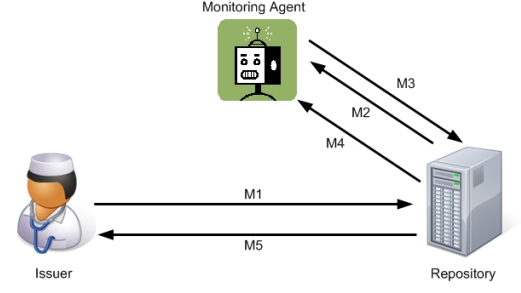 Monitoring Agent
M3
M2
M4
M1
M5
Issuer
Repository